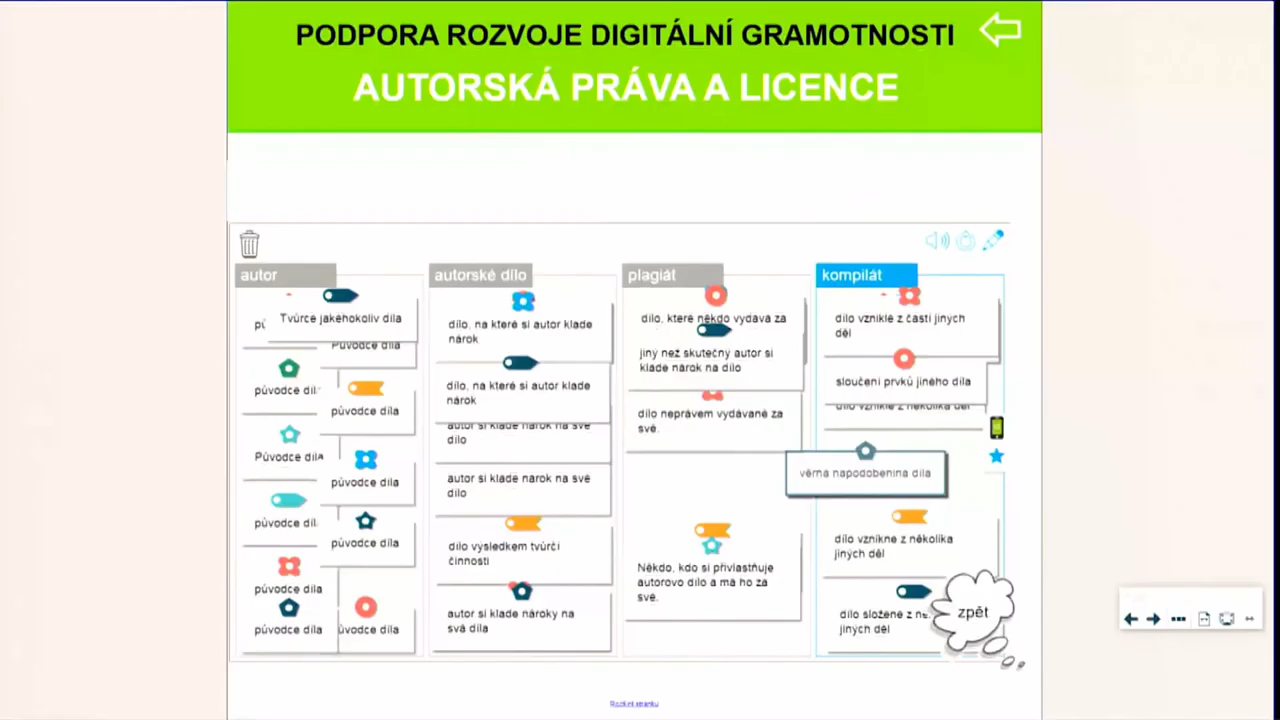 PODPORA ROZVOJE DIGITÁLNÍ GRAMOTNOSTI
AUTORSKÁ PRÁVA A LICENCE
autor
Tvůrce jakéhokoliv díla
Původce díla
původce
původce díla
Původce díla
původce díla
původce
původce díla
původce díla
původce díla
původce díla
autorské dílo
dílo, na které si autor klade
nárok
dílo, na které si autor klade
nárok
autor si klade nárok na své
dílo
autor si klade nárok na své
dílo
dílo výsledkem tvůrčí
činnosti
autor si klade nároky na
svá díla
plagiát
dílo, které někdo vydává za
jiný než skutečný autor si
klade nárok na dílo
dílo neprávem vydávané za
své.
Někdo, kdo si přivlastňuje
autorovo dílo a má ho za
své.
kompilát
dílo vzniklé z částí jiných
děl
sloučení prvků jiného díla
dílo vzniklé z několika děl
věrná napodobenina díla
dílo vznikne z několika
jiných děl
dílo složené z
jiných děl
zpět
Rozšířit stránku